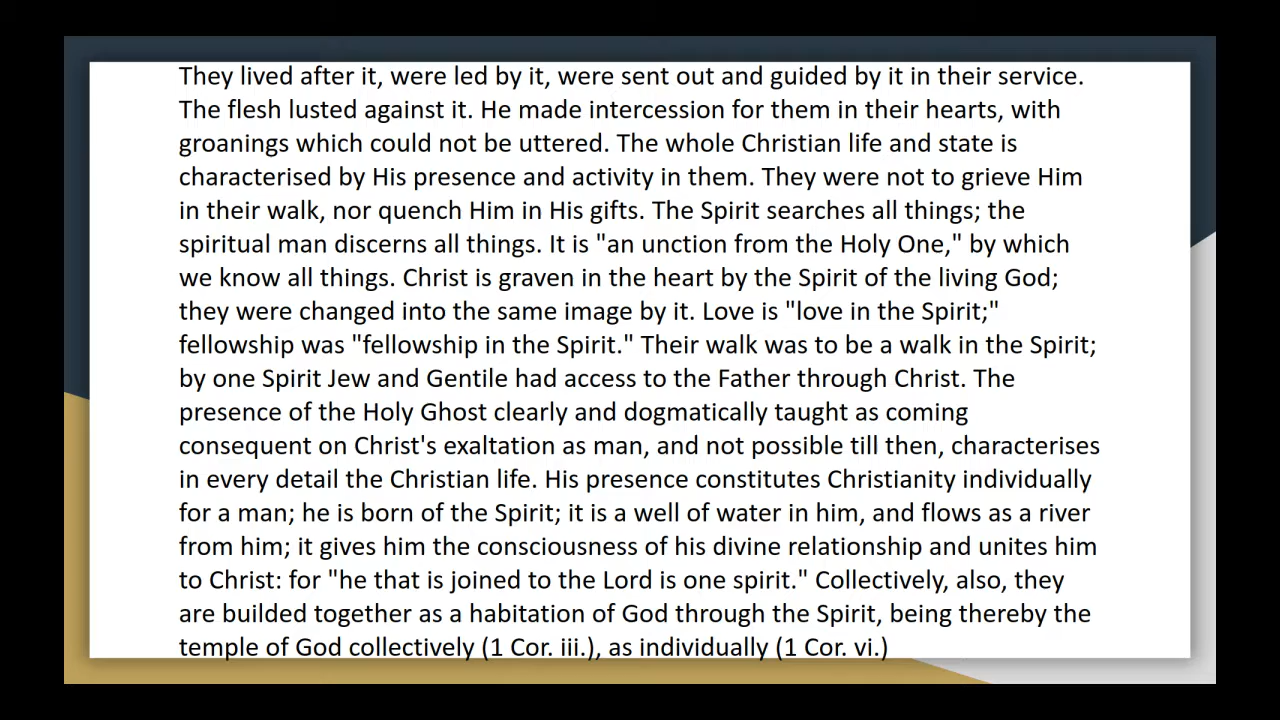 They lived after it, were led by it, were sent out and guided by it in their service.
The flesh lusted against it. He made intercession for them in their hearts, with
groanings which could not be uttered. The whole Christian life and state is
characterised by His presence and activity in them. They were not to grieve Him
in their walk, nor quench Him in His gifts. The Spirit searches all things; the
spiritual man discerns all things. It is "an unction from the Holy One," by which
we know all things. Christ is graven in the heart by the Spirit of the living God;
they were changed into the same image by it. Love is "love in the Spirit;"
fellowship was "fellowship in the Spirit." Their walk was to be a walk in the Spirit;
by one Spirit Jew and Gentile had access to the Father through Christ. The
presence of the Holy Ghost clearly and dogmatically taught as coming
consequent on Christ's exaltation as man, and not possible till then, characterises
in every detail the Christian life. His presence constitutes Christianity individually
for a man; he is born of the Spirit; it is a well of water in him, and flows as a river
from him; it gives him the consciousness of his divine relationship and unites him
to Christ: for "he that is joined to the Lord is one spirit." Collectively, also, they
are builded together as a habitation of God through the Spirit, being thereby the
temple of God collectively (1 Cor. iii.), as individually (1 Cor. vi.)